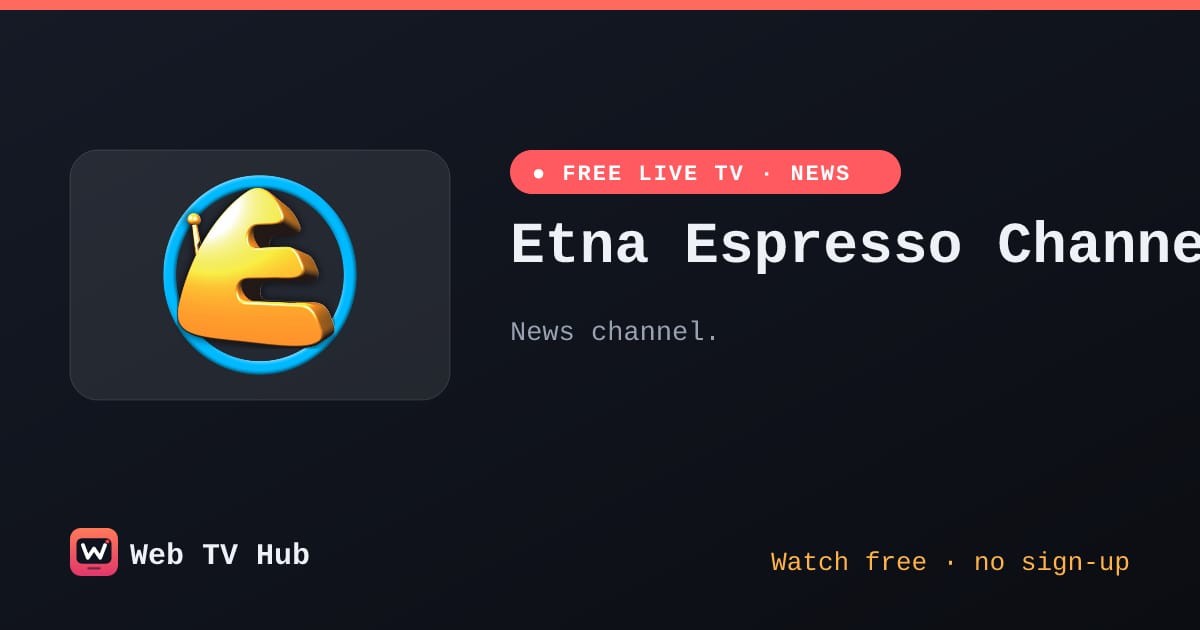 • FREE LIVE TV · NEWS
Etna Espresso Channe
News channel.
Web TV Hub
Watch free · no sign-up